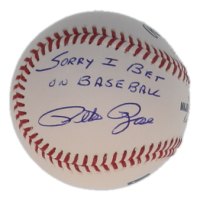 SORRY I BET
ON BASEBALL
Pete Rose